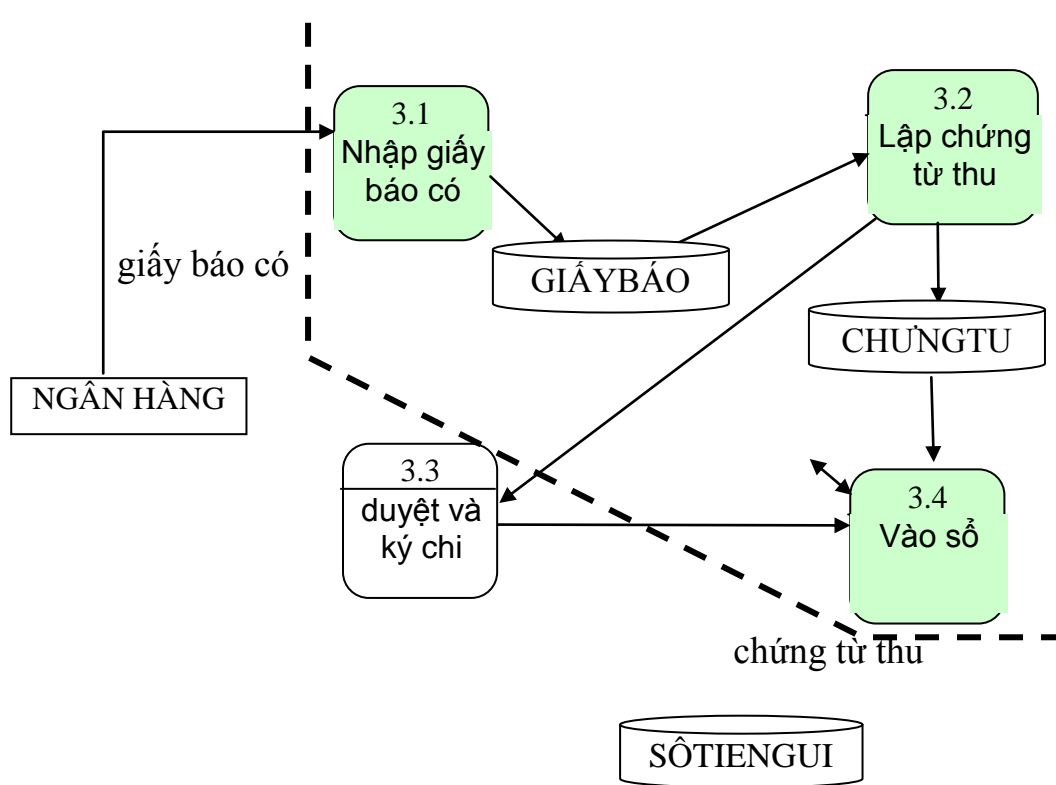 3.1
Nhập giấy
báo có
3.2
Lập chứng
từ thu
giấy báo có
GIÂYBÁO
CHƯNGTU
NGÂN HÀNG
3.3
duyệt và
ký chi
3.4
Vào sổ
chứng từ thu
SÔTIENGUI